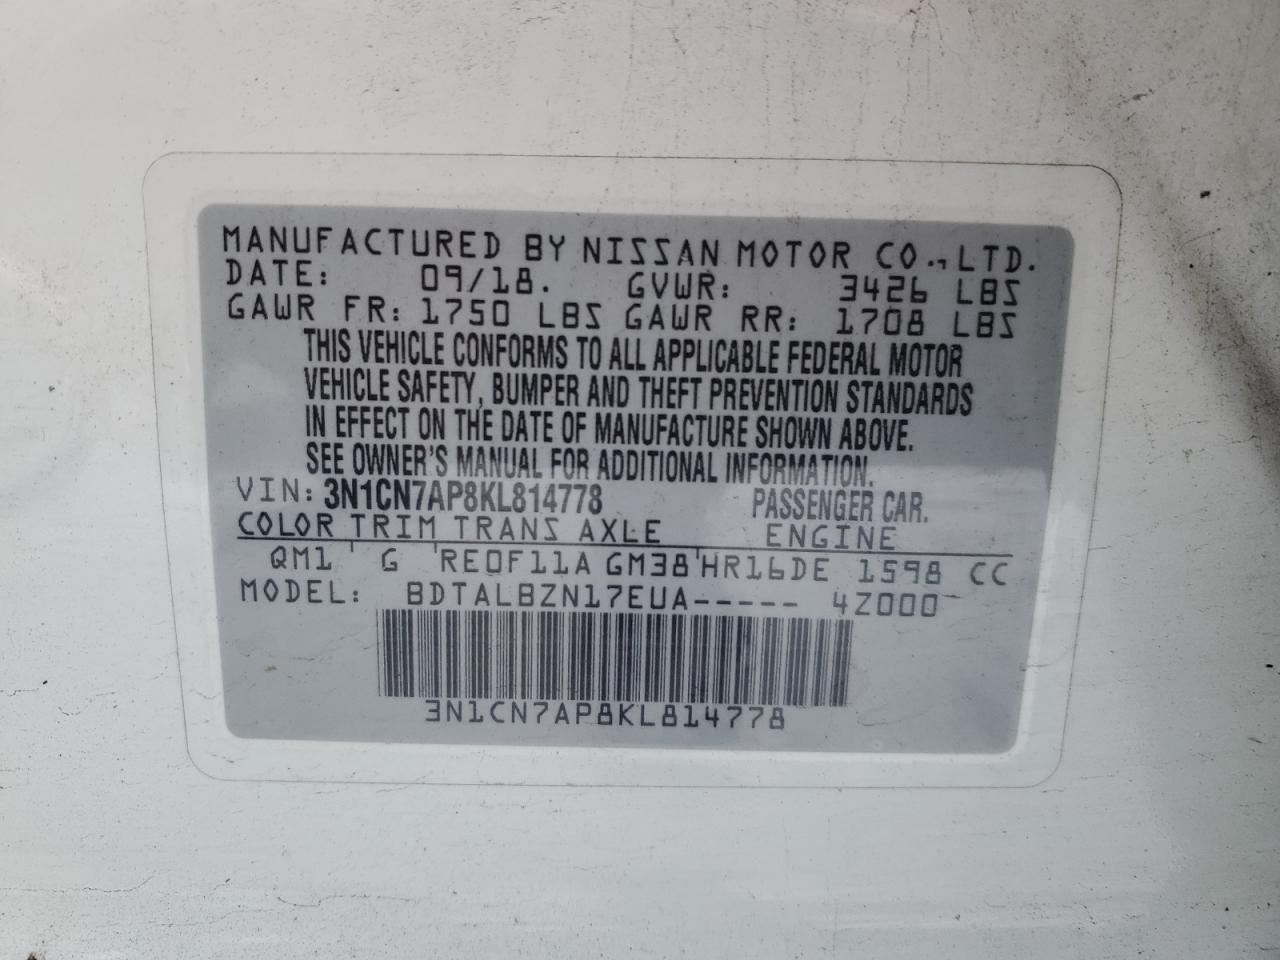 MANUFACTURED BY NISSAN MOTOR CO., LTD.
DATE: 09/18. GVWR: 3426 LBS
GAWR FR: 1750 LBS GAWR RR: 1708 LBS
THIS VEHICLE CONFORMS TO ALL APPLICABLE FEDERAL MOTOR
VEHICLE SAFETY, BUMPER AND THEFT PREVENTION STANDARDS
IN EFFECT ON THE DATE OF MANUFACTURE SHOWN ABOVE.
SEE OWNER'S MANUAL FOR ADDITIONAL INFORMATION.
VIN: 3N1CN7AP8KL814778 PASSENGER CAR.
COLOR TRIM TRANS AXLE ENGINE
QM1 G RE0F11A GM38 HR16DE 1598 CC
MODEL: BDTALBZN17EUA----- 4Z000
3N1CN7AP8KL814778